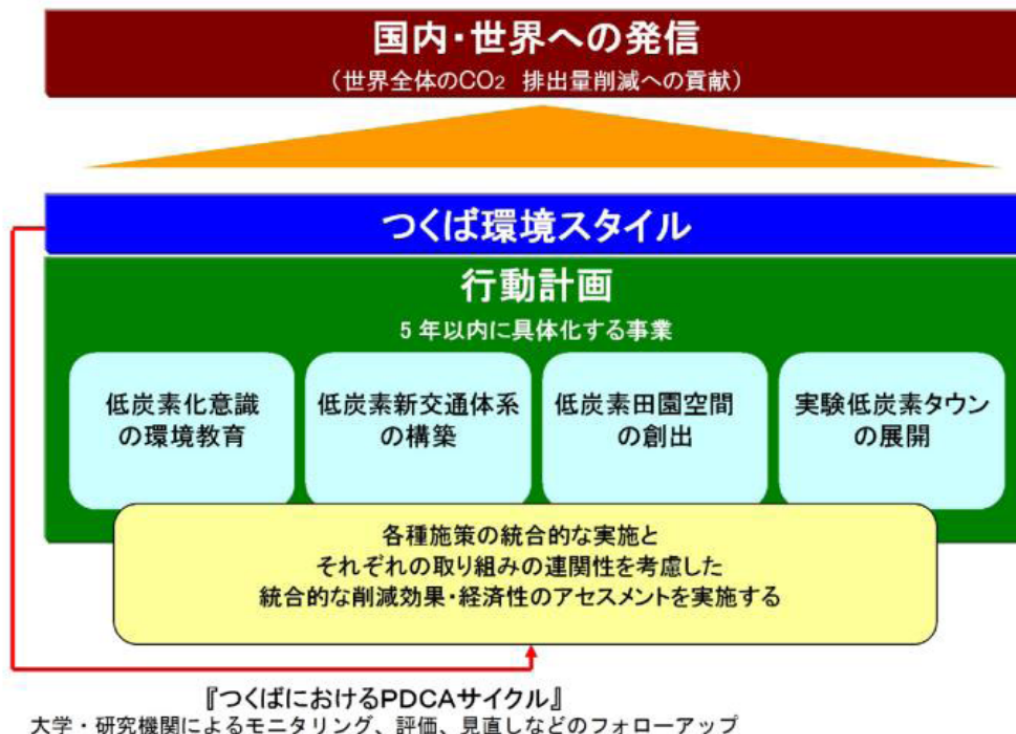 国内・世界への発信
（世界全体のCO2 排出量削減への貢献）
つくば環境スタイル
行動計画
5 年以内に具体化する事業
低炭素化意識
の環境教育
低炭素新交通体系
の構築
低炭素田園空間
の創出
実験低炭素タウン
の展開
各種施策の統合的な実施と
それぞれの取り組みの連関性を考慮した
統合的な削減効果・経済性のアセスメントを実施する
『つくばにおけるPDCAサイクル』
大学・研究機関によるモニタリング、評価、見直しなどのフォローアップ